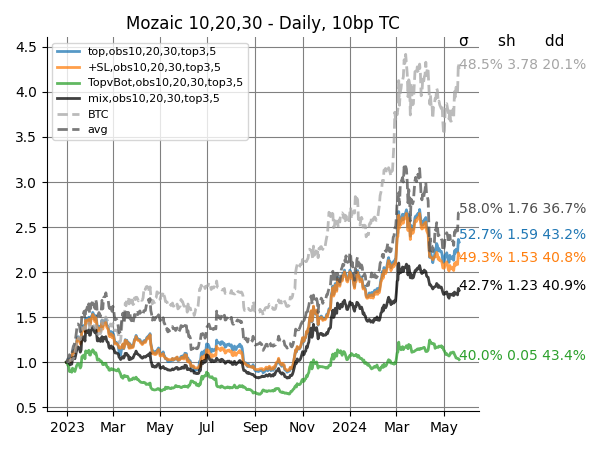 Mozaic 10,20,30 - Daily, 10bp TC
σ sh dd
top,obs10,20,30,top3,5
+SL,obs10,20,30,top3,5
TopvBot,obs10,20,30,top3,5
mix,obs10,20,30,top3,5
BTC
avg
4.5
4.0
3.5
3.0
2.5
2.0
1.5
1.0
0.5
48.5% 3.78 20.1%
58.0% 1.76 36.7%
52.7% 1.59 43.2%
49.3% 1.53 40.8%
42.7% 1.23 40.9%
40.0% 0.05 43.4%
2023 Mar May Jul Sep Nov 2024 Mar May